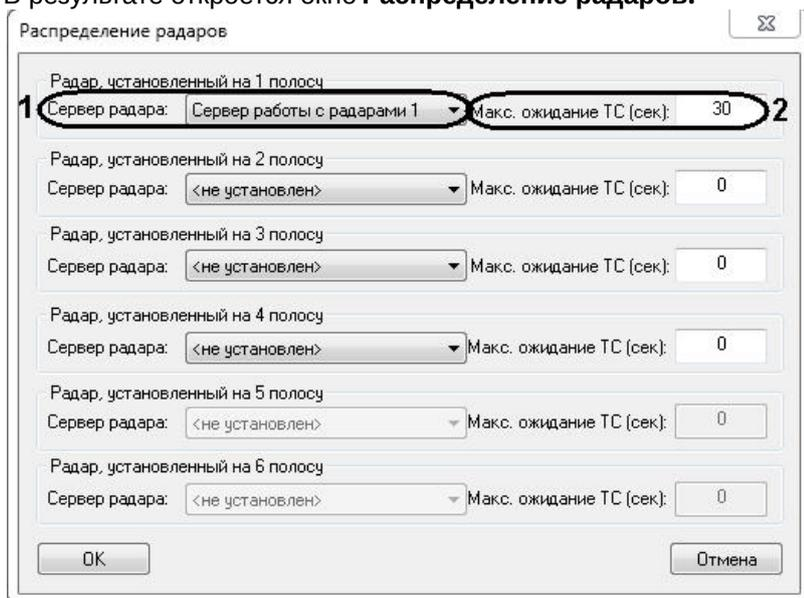 В результате откроется окно Распределение радаров.
Распределение радаров
Радар, установленный на 1 полосу
1 Сервер радара: Сервер работы с радарами 1 Макс. ожидание ТС (сек): 30 2
Радар, установленный на 2 полосу
Сервер радара: <не установлен> Макс. ожидание ТС (сек): 0
Радар, установленный на 3 полосу
Сервер радара: <не установлен> Макс. ожидание ТС (сек): 0
Радар, установленный на 4 полосу
Сервер радара: <не установлен> Макс. ожидание ТС (сек): 0
Радар, установленный на 5 полосу
Сервер радара: <не установлен> Макс. ожидание ТС (сек): 0
Радар, установленный на 6 полосу
Сервер радара: <не установлен> Макс. ожидание ТС (сек): 0
OK Отмена